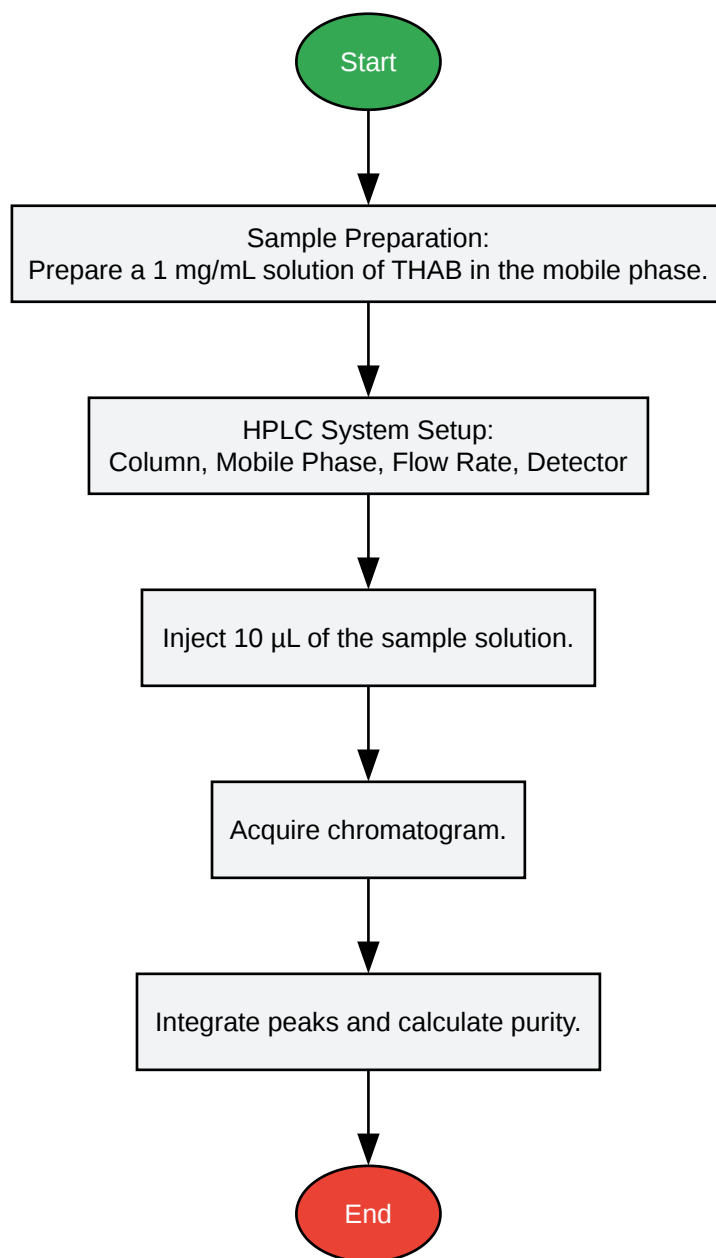 Start
Sample Preparation:
Prepare a 1 mg/mL solution of THAB in the mobile phase.
HPLC System Setup:
Column, Mobile Phase, Flow Rate, Detector
Inject 10 µL of the sample solution.
Acquire chromatogram.
Integrate peaks and calculate purity.
End